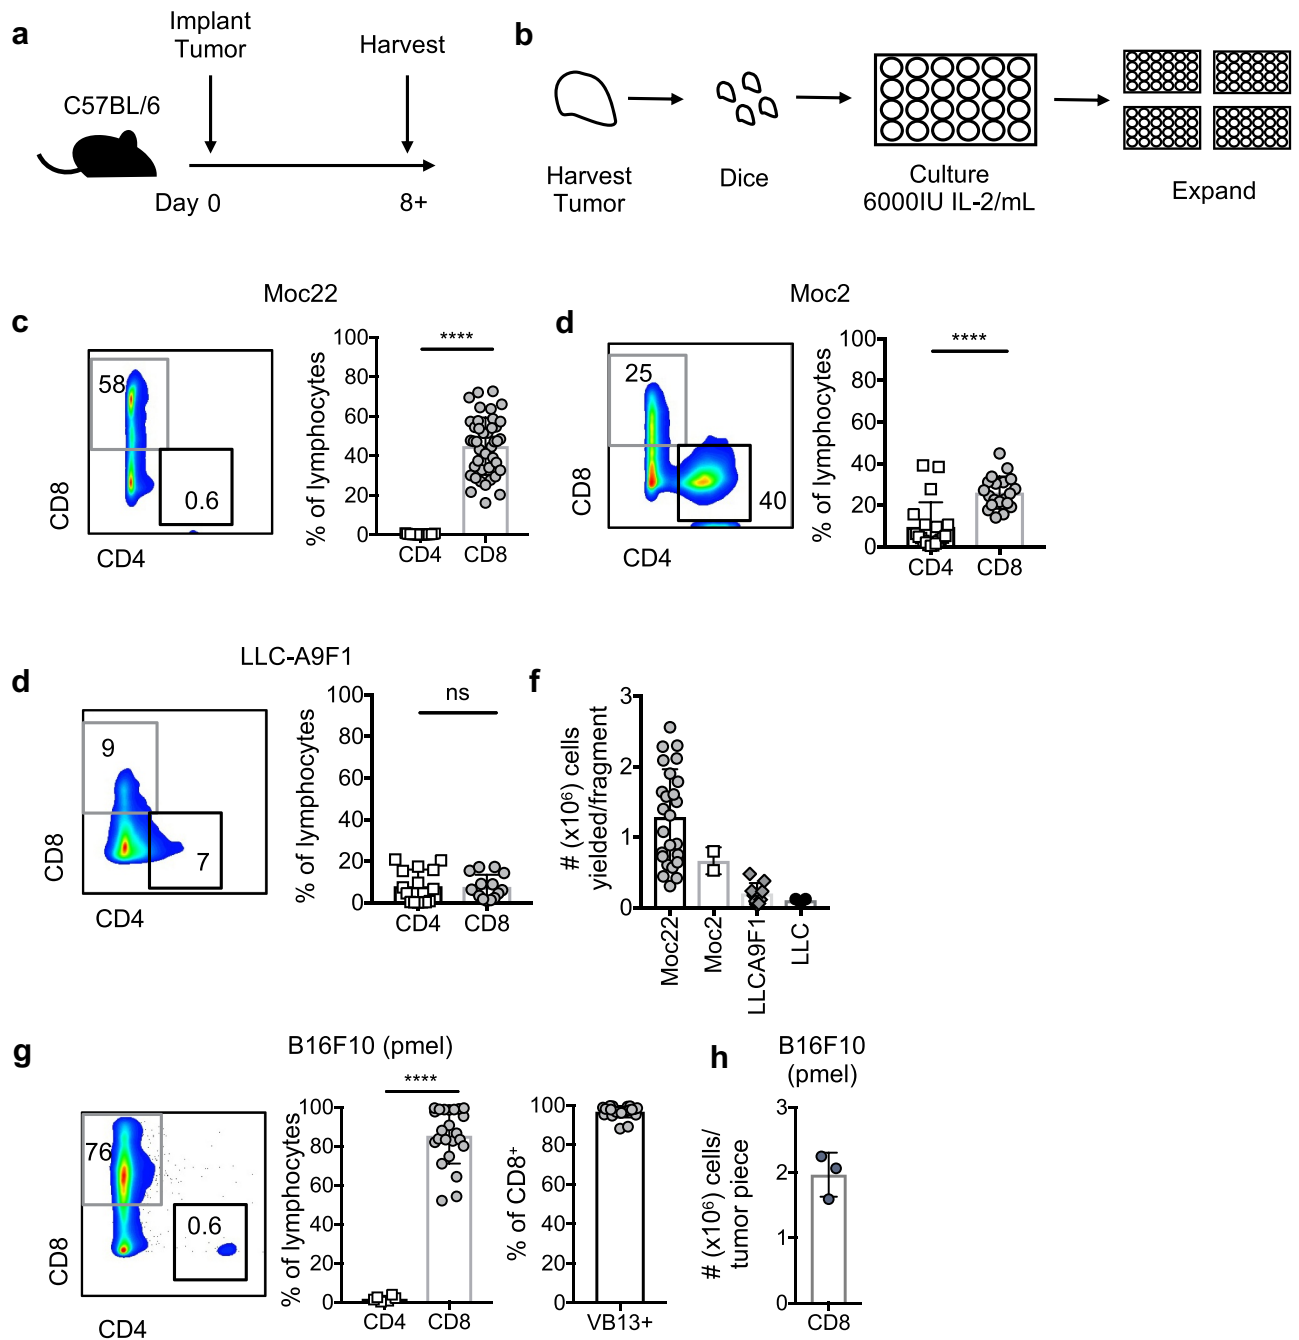 a
Implant
Tumor
Harvest
C57BL/6
Day 0
8+
b
Harvest
Tumor
Dice
Culture
6000IU IL-2/mL
Expand
Moc22
c
58
0.6
CD8
CD4
% of lymphocytes
100
80
60
40
20
0
****
CD4
CD8
Moc2
d
25
40
CD8
CD4
% of lymphocytes
100
80
60
40
20
0
****
CD4
CD8
LLC-A9F1
d
9
7
CD8
CD4
% of lymphocytes
100
80
60
40
20
0
ns
CD4
CD8
f
# (x10⁶) cells
yielded/fragment
3
2
1
0
Moc22
Moc2
LLCA9F1
LLC
g
B16F10 (pmel)
76
0.6
CD8
CD4
% of lymphocytes
100
80
60
40
20
0
****
CD4
CD8
% of CD8⁺
100
80
60
40
20
0
VB13+
h
B16F10
(pmel)
# (x10⁶) cells/
tumor piece
3
2
1
0
CD8